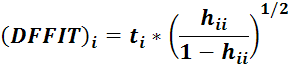 (DFFIT)ᵢ = tᵢ * (hᵢᵢ / (1 − hᵢᵢ))^1/2